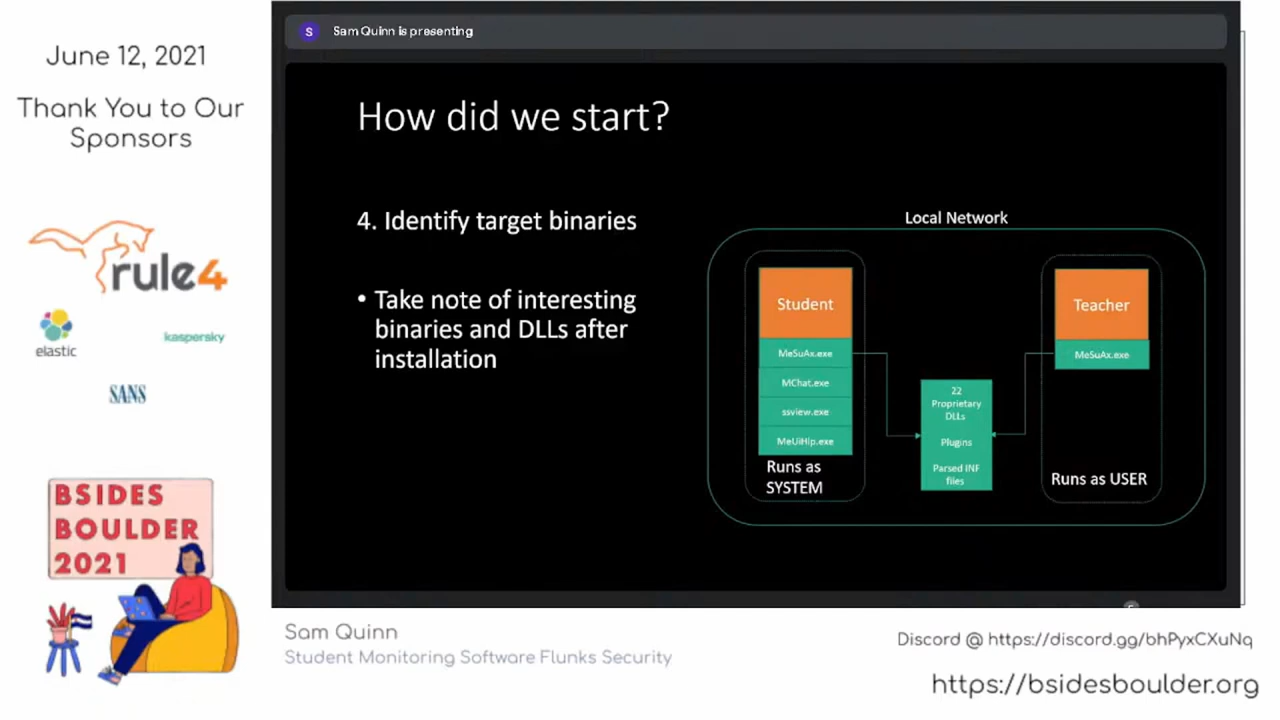 June 12, 2021
Thank You to Our
Sponsors
rule4
elastic
kaspersky
SANS
BSIDES
BOULDER
2021
S
Sam Quinn is presenting
How did we start?
4. Identify target binaries
• Take note of interesting
binaries and DLLs after
installation
Local Network
Student
MeSuAx.exe
MChat.exe
ssview.exe
MeUiHlp.exe
Runs as
SYSTEM
22
Proprietary
DLLs
Plugins
Parsed INF
files
Teacher
MeSuAx.exe
Runs as USER
Sam Quinn
Student Monitoring Software Flunks Security
Discord @ https://discord.gg/bhPyxCXuNq
https://bsidesboulder.org